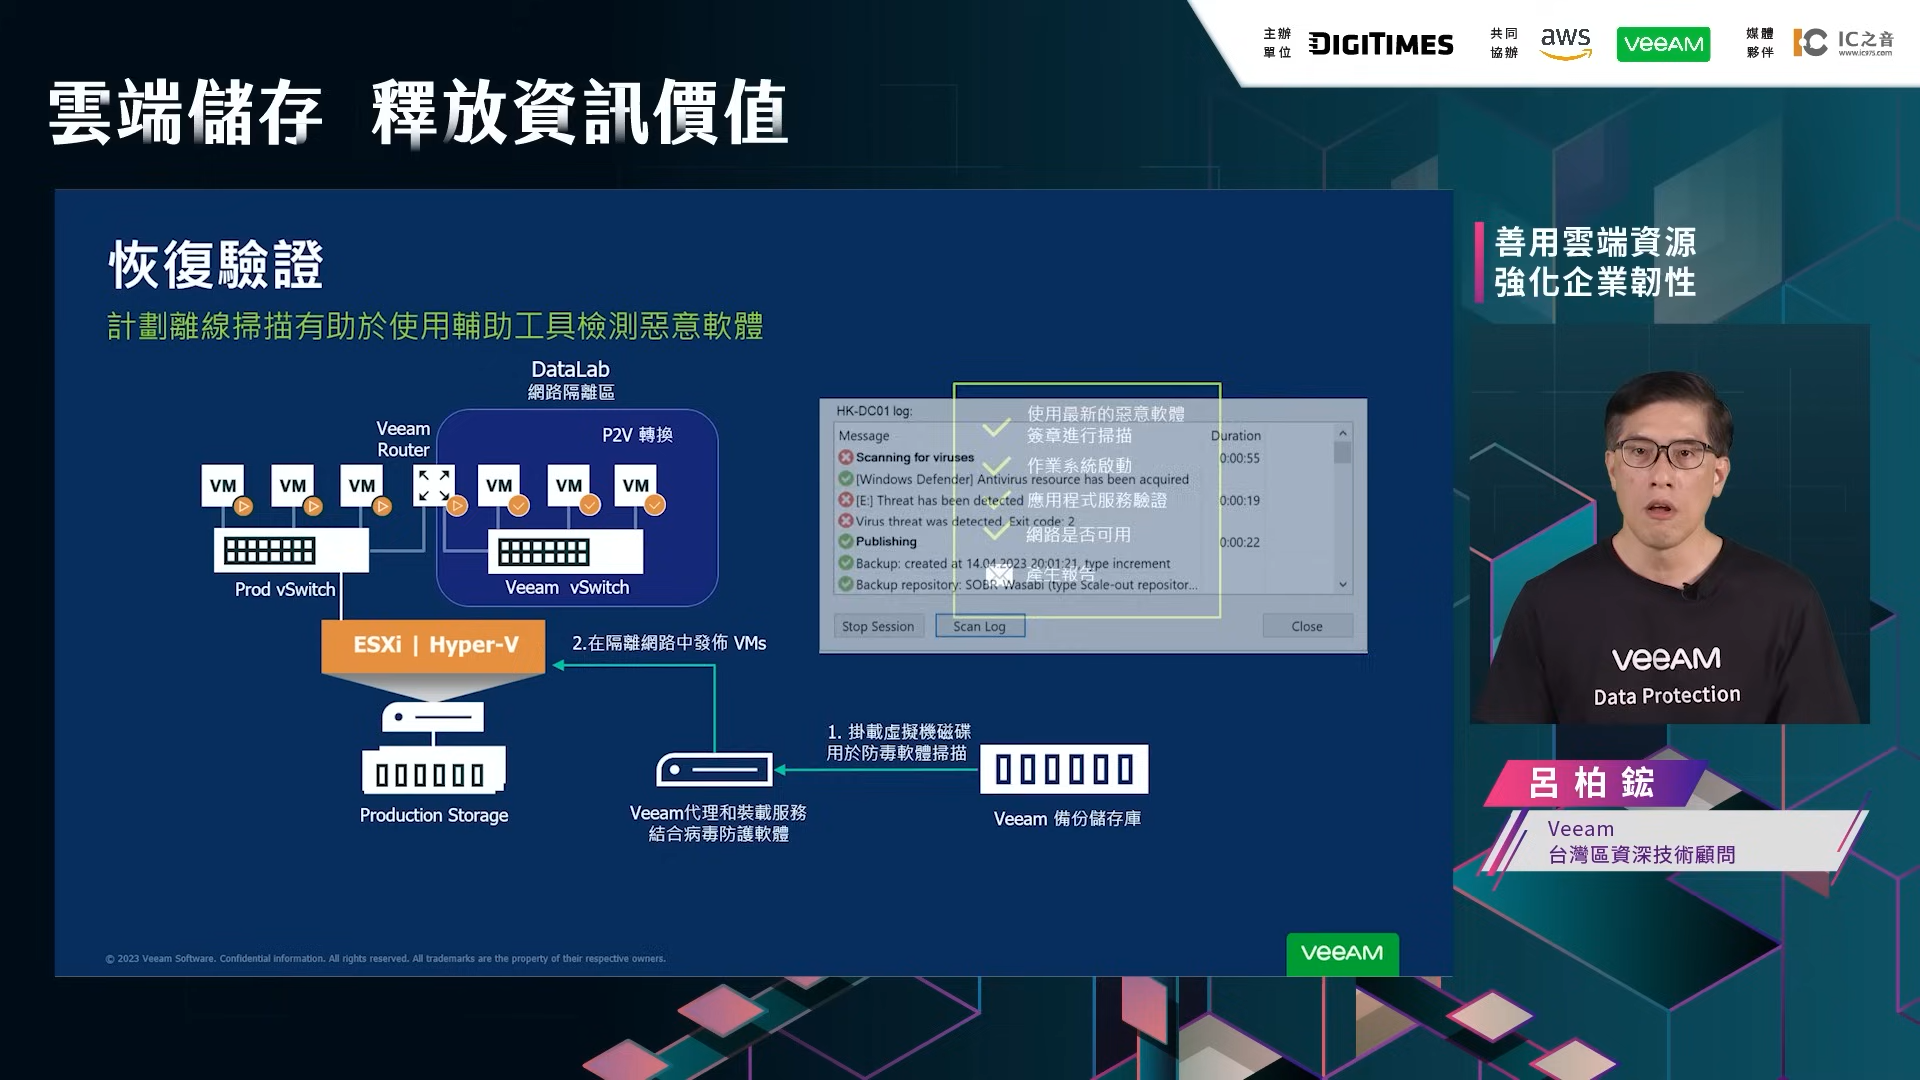 主辦
單位
DIGITIMES
共同
協辦
aws
veeAM
媒體
夥伴
IC之音
www.ic975.com
雲端儲存 釋放資訊價值
恢復驗證
計劃離線掃描有助於使用輔助工具檢測惡意軟體
DataLab
網路隔離區
Veeam
Router
P2V 轉換
VM
VM
VM
VM
VM
VM
Prod vSwitch
Veeam vSwitch
ESXi | Hyper-V
2.在隔離網路中發佈 VMs
Production Storage
1. 掛載虛擬機磁碟
用於防毒軟體掃描
Veeam代理和裝載服務
結合病毒防護軟體
Veeam 備份儲存庫
HK-DC01 log:
Message
Duration
Scanning for viruses
0:00:55
[Windows Defender] Antivirus resource has been acquired
[E:] Threat has been detected
0:00:19
Virus threat was detected. Exit code: 2
Publishing
0:00:22
Backup: created at 14.04.2023 20:01:21, type increment
Backup repository: SOBR-Wasabi (type Scale-out repositor...
Stop Session
Scan Log
Close
使用最新的惡意軟體
簽章進行掃描
作業系統啟動
應用程式服務驗證
網路是否可用
產生報告
© 2023 Veeam Software. Confidential information. All rights reserved. All trademarks are the property of their respective owners.
veeAM
善用雲端資源
強化企業韌性
veeAM
Data Protection
呂柏鋐
Veeam
台灣區資深技術顧問